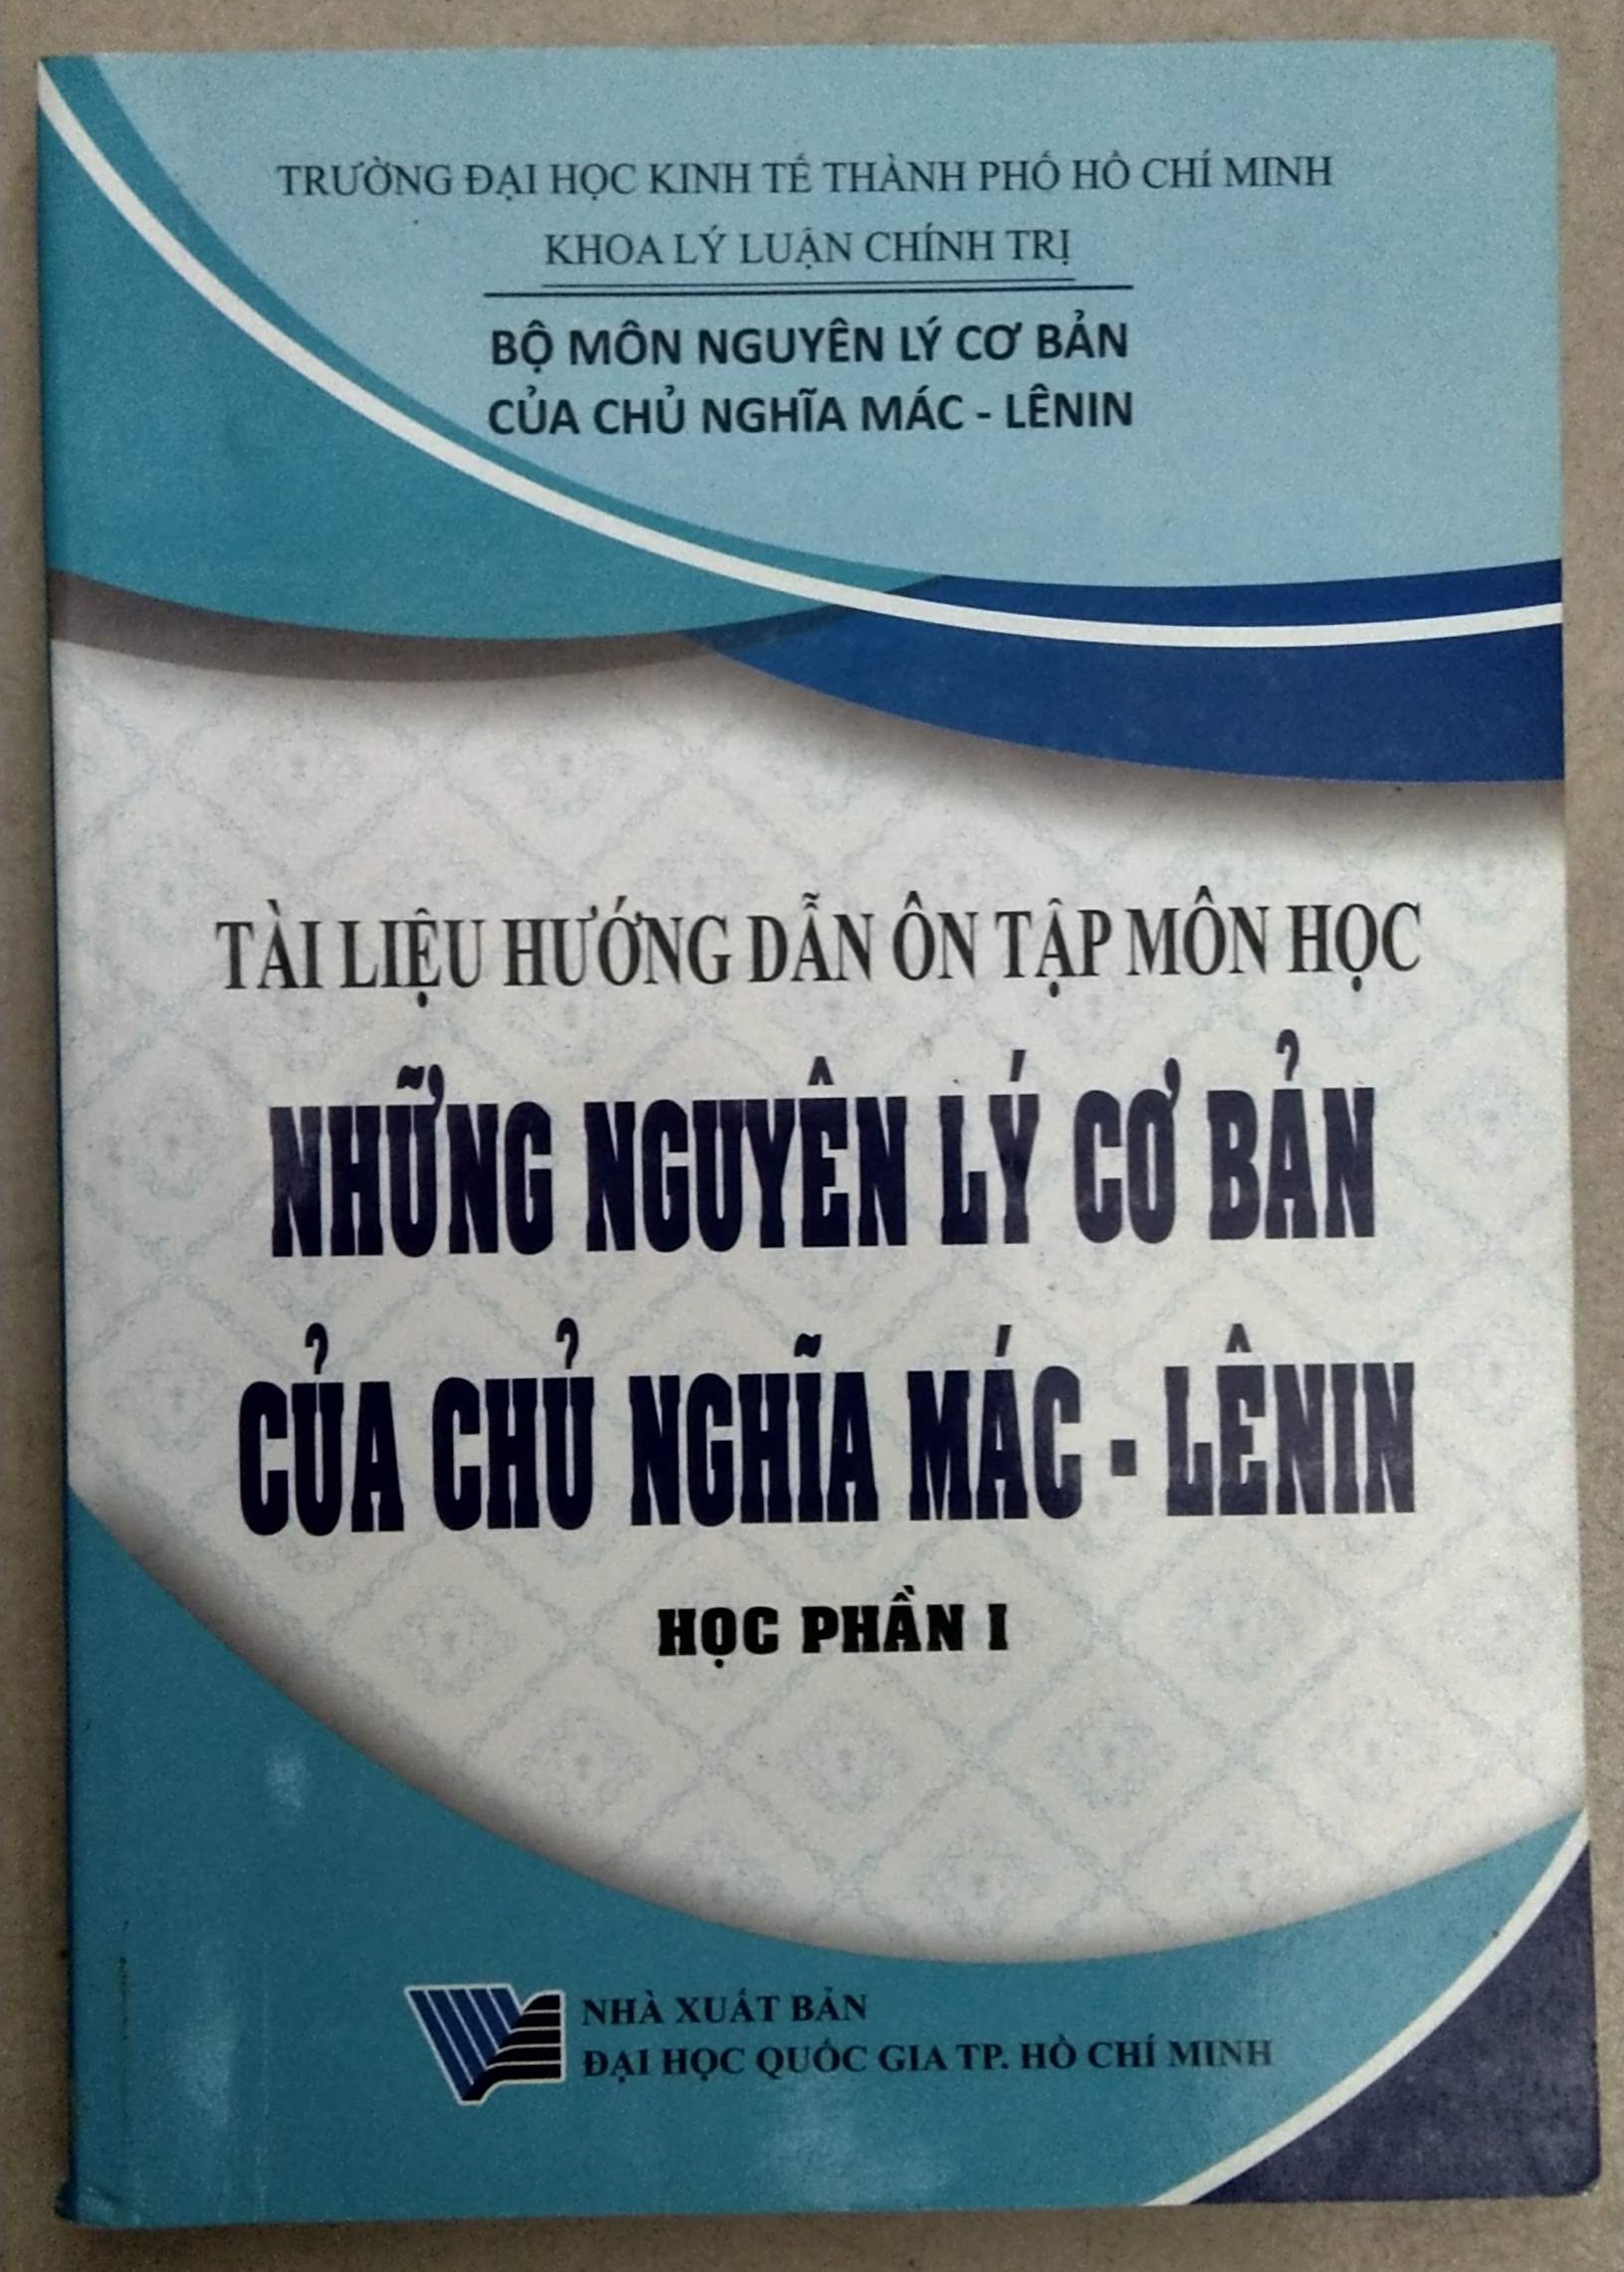 TRƯỜNG ĐẠI HỌC KINH TẾ THÀNH PHỐ HỒ CHÍ MINH
KHOA LÝ LUẬN CHÍNH TRỊ
BỘ MÔN NGUYÊN LÝ CƠ BẢN
CỦA CHỦ NGHĨA MÁC - LÊNIN
TÀI LIỆU HƯỚNG DẪN ÔN TẬP MÔN HỌC
NHỮNG NGUYÊN LÝ CƠ BẢN
CỦA CHỦ NGHĨA MÁC - LÊNIN
HỌC PHẦN I
NHÀ XUẤT BẢN
ĐẠI HỌC QUỐC GIA TP. HỒ CHÍ MINH